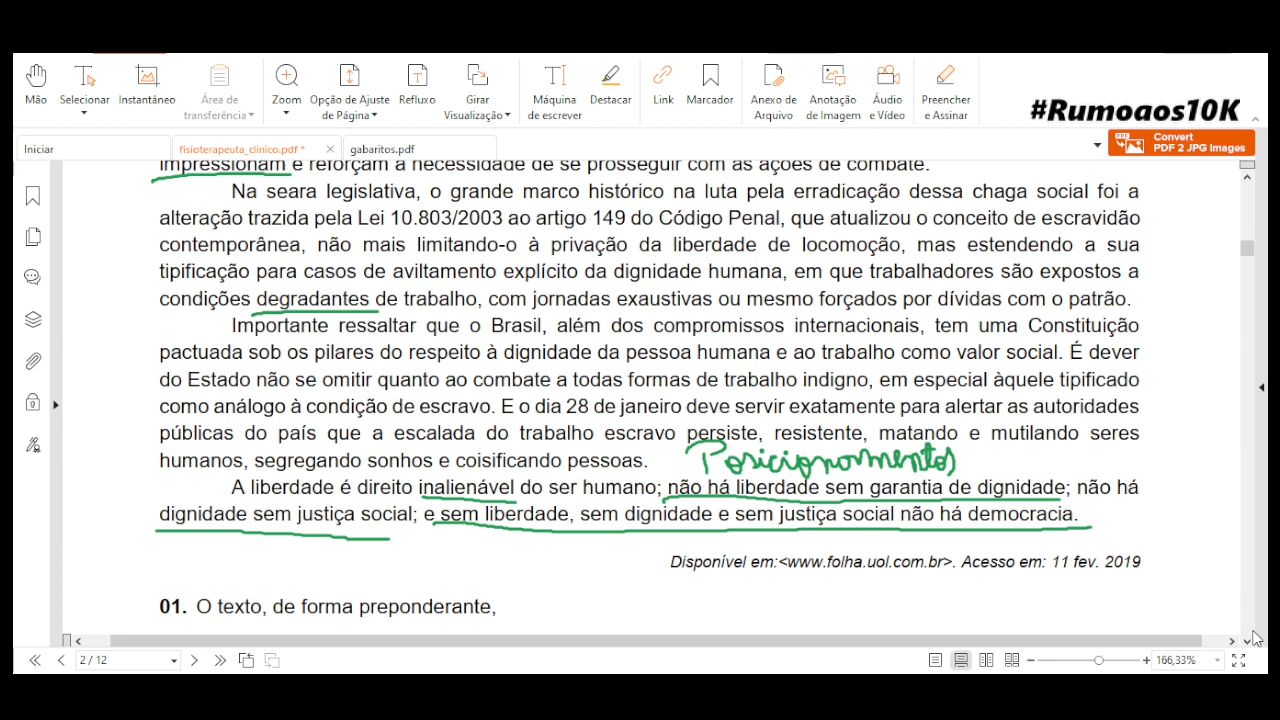 Mão
Selecionar
Instantâneo
Área de
transferência
Zoom
Opção de Ajuste
de Página
Refluxo
Girar
Visualização
Máquina
de escrever
Destacar
Link
Marcador
Anexo de
Arquivo
Anotação
de Imagem
Áudio
e Vídeo
Preencher
e Assinar
#Rumoaos10K
Iniciar
fisioterapeuta_clínico.pdf *
gabaritos.pdf
Convert
PDF 2 JPG Images
impressionam e reforçam a necessidade de se prosseguir com as ações de combate.
Na seara legislativa, o grande marco histórico na luta pela erradicação dessa chaga social foi a
alteração trazida pela Lei 10.803/2003 ao artigo 149 do Código Penal, que atualizou o conceito de escravidão
contemporânea, não mais limitando-o à privação da liberdade de locomoção, mas estendendo a sua
tipificação para casos de aviltamento explícito da dignidade humana, em que trabalhadores são expostos a
condições degradantes de trabalho, com jornadas exaustivas ou mesmo forçados por dívidas com o patrão.
Importante ressaltar que o Brasil, além dos compromissos internacionais, tem uma Constituição
pactuada sob os pilares do respeito à dignidade da pessoa humana e ao trabalho como valor social. É dever
do Estado não se omitir quanto ao combate a todas formas de trabalho indigno, em especial àquele tipificado
como análogo à condição de escravo. E o dia 28 de janeiro deve servir exatamente para alertar as autoridades
públicas do país que a escalada do trabalho escravo persiste, resistente, matando e mutilando seres
humanos, segregando sonhos e coisificando pessoas.
Posicionamentos
A liberdade é direito inalienável do ser humano; não há liberdade sem garantia de dignidade; não há
dignidade sem justiça social; e sem liberdade, sem dignidade e sem justiça social não há democracia.
Disponível em:<www.folha.uol.com.br>. Acesso em: 11 fev. 2019
01. O texto, de forma preponderante,
2 / 12
166,33%